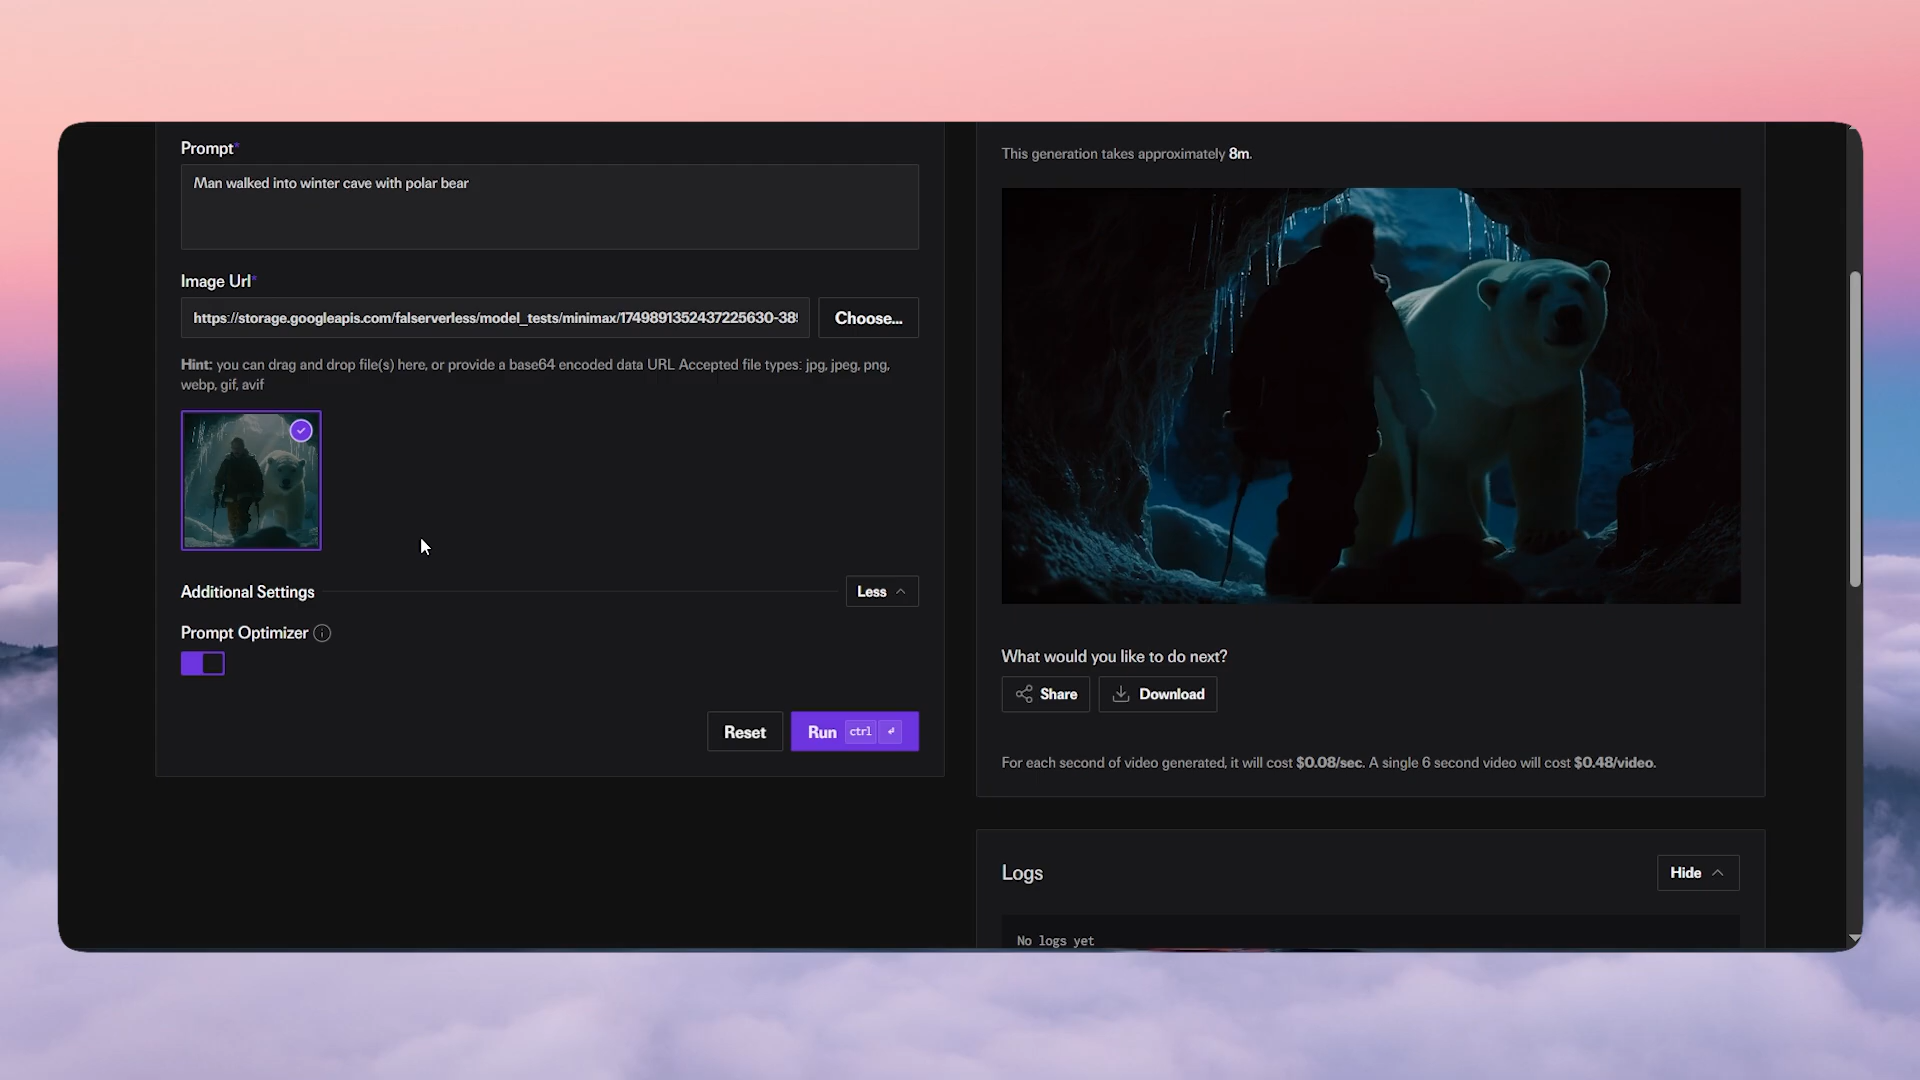 Prompt*
Man walked into winter cave with polar bear
Image Url*
https://storage.googleapis.com/falserverless/model_tests/minimax/1749891352437225630-389
Choose...
Hint: you can drag and drop file(s) here, or provide a base64 encoded data URL Accepted file types: jpg, jpeg, png,
webp, gif, avif
Additional Settings
Less
Prompt Optimizer
Reset
Run ctrl
This generation takes approximately 8m.
What would you like to do next?
Share
Download
For each second of video generated, it will cost $0.08/sec. A single 6 second video will cost $0.48/video.
Logs
Hide
No logs yet